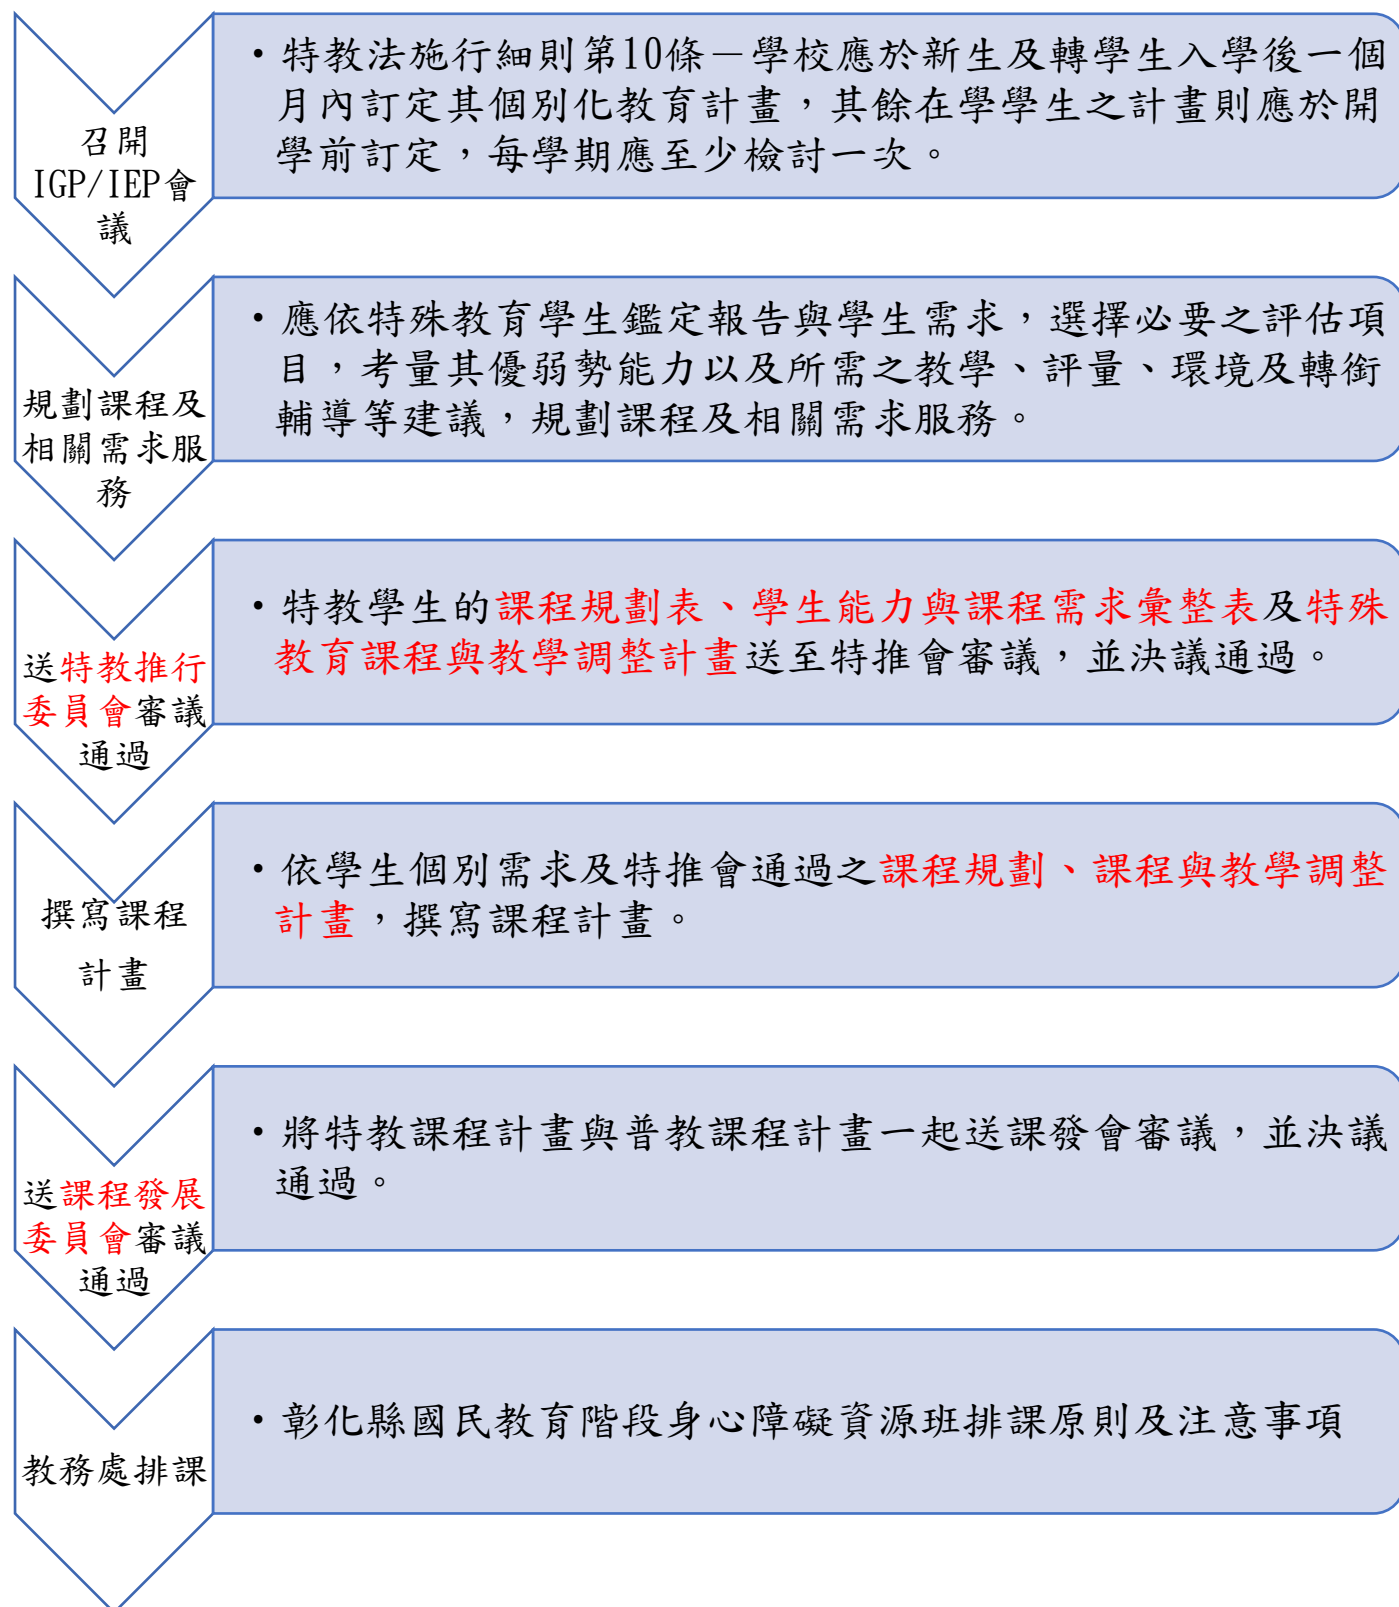 召開
IGP/IEP會
議
•特教法施行細則第10條－學校應於新生及轉學生入學後一個
月內訂定其個別化教育計畫，其餘在學學生之計畫則應於開
學前訂定，每學期應至少檢討一次。
規劃課程及
相關需求服
務
•應依特殊教育學生鑑定報告與學生需求，選擇必要之評估項
目，考量其優弱勢能力以及所需之教學、評量、環境及轉銜
輔導等建議，規劃課程及相關需求服務。
送特教推行
委員會審議
通過
•特教學生的課程規劃表、學生能力與課程需求彙整表及特殊
教育課程與教學調整計畫送至特推會審議，並決議通過。
撰寫課程
計畫
•依學生個別需求及特推會通過之課程規劃、課程與教學調整
計畫，撰寫課程計畫。
送課程發展
委員會審議
通過
•將特教課程計畫與普教課程計畫一起送課發會審議，並決議
通過。
教務處排課
•彰化縣國民教育階段身心障礙資源班排課原則及注意事項